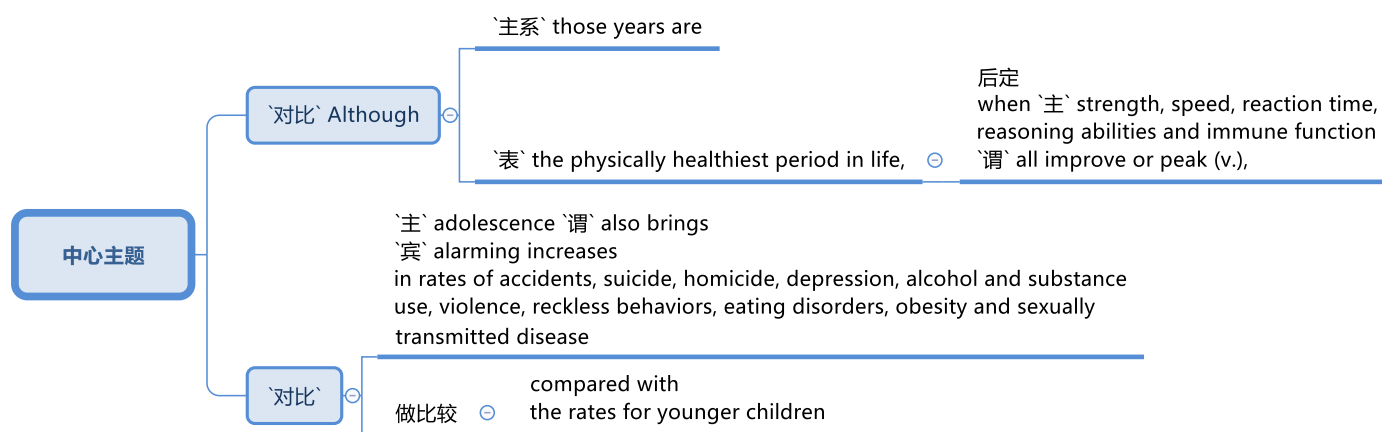 `主系` those years are
后定
when `主` strength, speed, reaction time,
reasoning abilities and immune function
`谓` all improve or peak (v.),
`对比` Although
`表` the physically healthiest period in life,
`主` adolescence `谓` also brings
`宾` alarming increases
in rates of accidents, suicide, homicide, depression, alcohol and substance
use, violence, reckless behaviors, eating disorders, obesity and sexually
transmitted disease
中心主题
`对比`
compared with
the rates for younger children
做比较